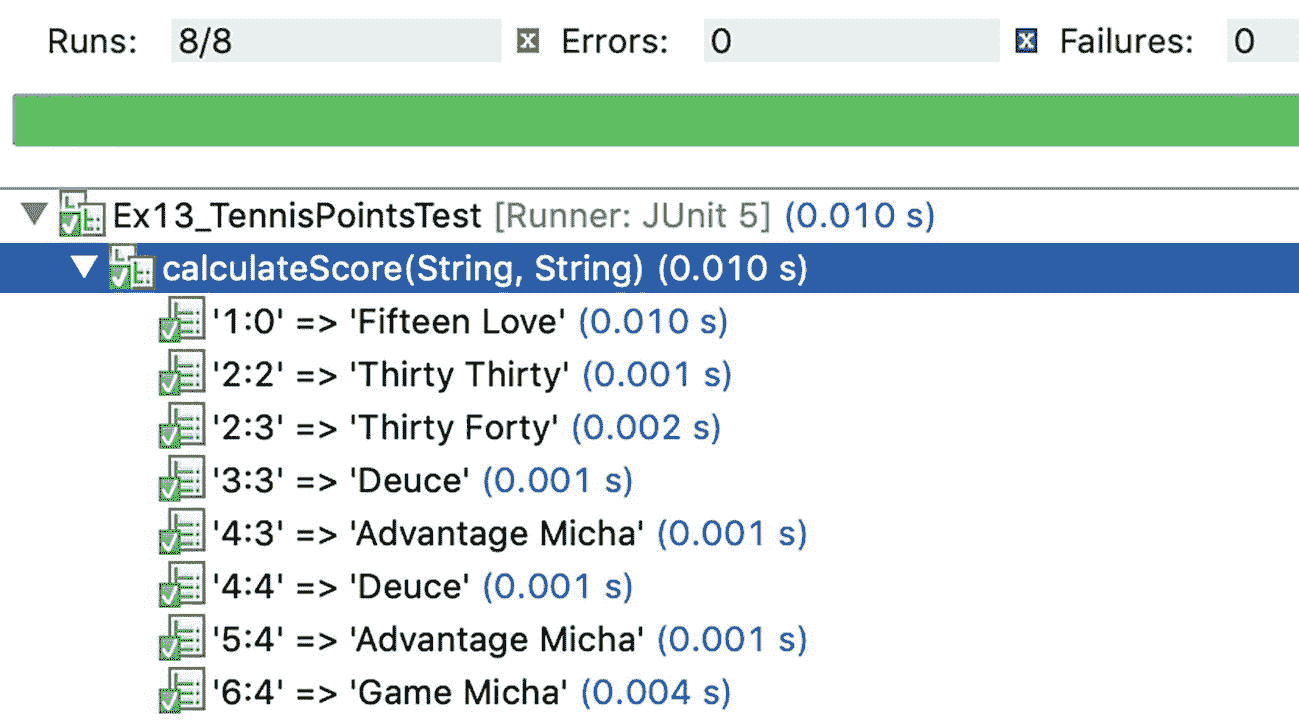 Runs: 8/8 Errors: 0 Failures: 0
Ex13_TennisPointsTest [Runner: JUnit 5] (0.010 s)
calculateScore(String, String) (0.010 s)
'1:0' => 'Fifteen Love' (0.010 s)
'2:2' => 'Thirty Thirty' (0.001 s)
'2:3' => 'Thirty Forty' (0.002 s)
'3:3' => 'Deuce' (0.001 s)
'4:3' => 'Advantage Micha' (0.001 s)
'4:4' => 'Deuce' (0.001 s)
'5:4' => 'Advantage Micha' (0.001 s)
'6:4' => 'Game Micha' (0.004 s)